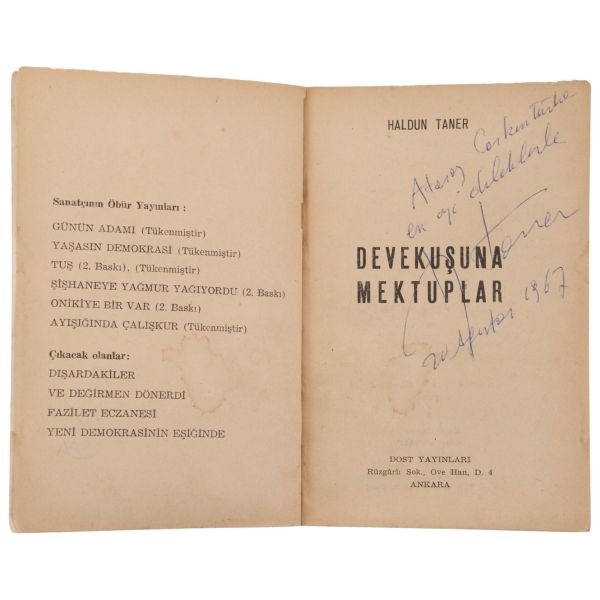 Sanatçının Öbür Yayınları :
GÜNÜN ADAMI (Tükenmiştir)
YAŞASIN DEMOKRASİ (Tükenmiştir)
TUŞ (2. Baskı), (Tükenmiştir)
ŞİŞHANEYE YAĞMUR YAĞIYORDU (2. Baskı)
ONİKİYE BİR VAR (2. Baskı)
AYIŞIĞINDA ÇALIŞKUR (Tükenmiştir)
Çıkacak olanlar:
DIŞARDAKİLER
VE DEĞİRMEN DÖNERDİ
FAZİLET ECZANESİ
YENİ DEMOKRASİNİN EŞİĞİNDE
HALDUN TANER
en iyi dileklerle
H. Taner
DEVEKUŞUNA
MEKTUPLAR
20 Ağustos 1967
DOST YAYINLARI
Rüzgârlı Sok., Ove Han, D. 4
ANKARA